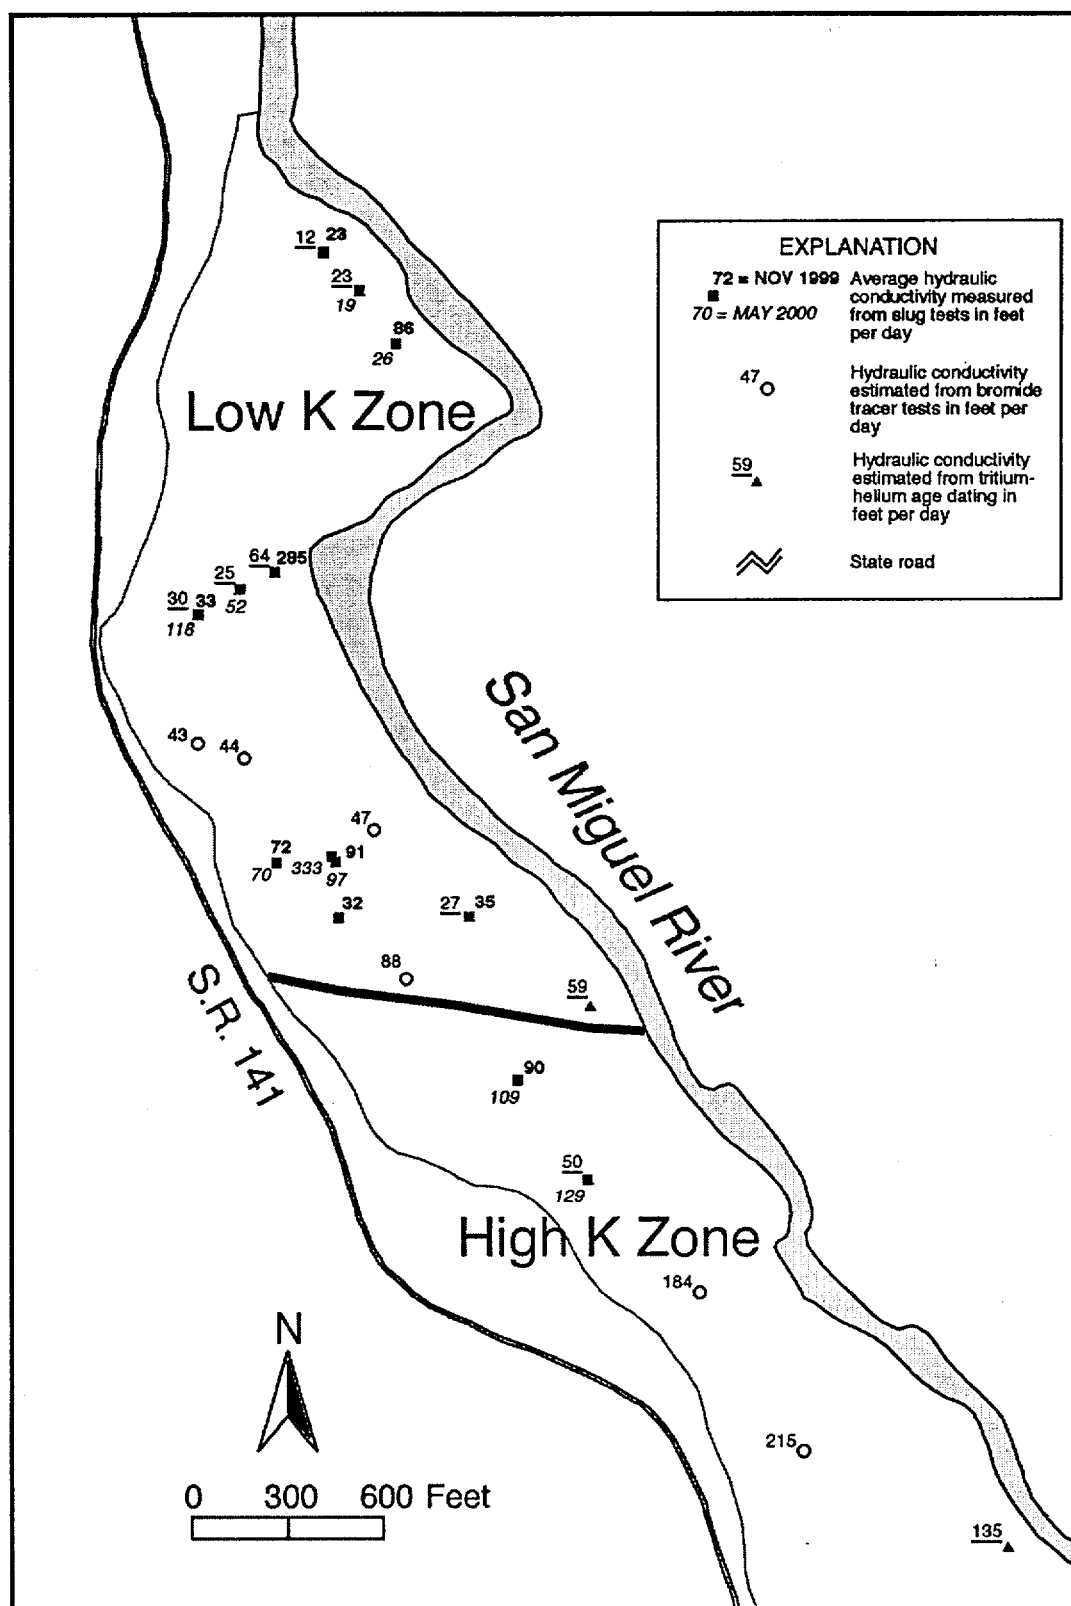 12 23
23
19
86
26
Low K Zone
64 285
25
52
30 33
118
43
44
47
72
70
333 91
97
32
27 35
88
59
San Miguel River
S.R. 141
90
109
50
129
High K Zone
184
215
135
N
0 300 600 Feet
EXPLANATION
72 = NOV 1999
70 = MAY 2000
Average hydraulic
conductivity measured
from slug tests in feet
per day
47
Hydraulic conductivity
estimated from bromide
tracer tests in feet per
day
59
Hydraulic conductivity
estimated from tritium-
helium age dating in
feet per day
State road